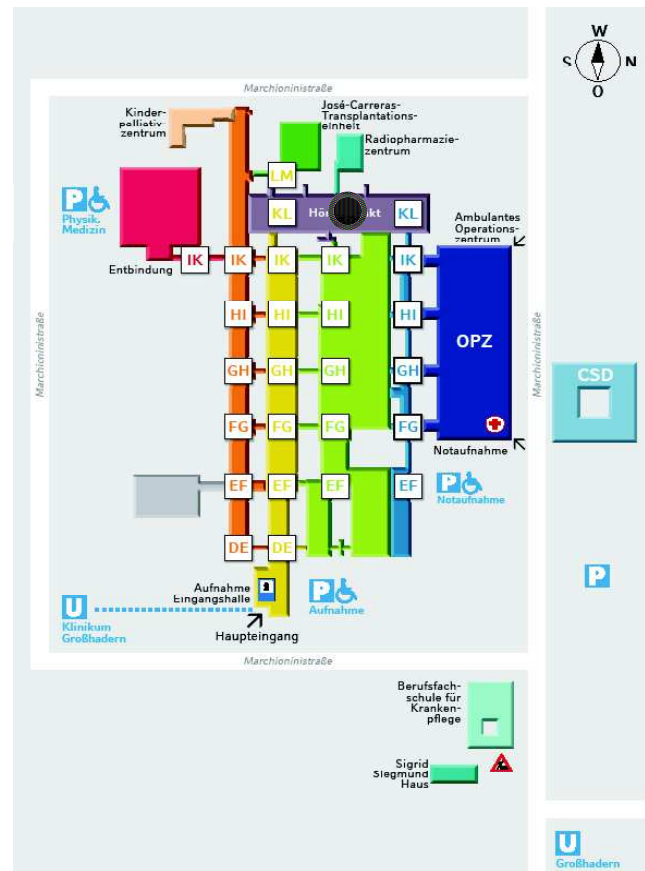 W
S N
O
Marchioninistraße
Kinder-
palliativ-
zentrum
José-Carreras-
Transplantations-
einheit
Radiopharmazie-
zentrum
LM
P
Physik.
Medizin
KL
KL
Ambulantes
Operations-
zentrum
Entbindung
IK
IK
IK
IK
IK
HI
HI
HI
HI
OPZ
Marchioninistraße
Marchioninistraße
CSD
GH
GH
GH
GH
FG
FG
FG
FG
Notaufnahme
EF
EF
EF
EF
P
Notaufnahme
DE
DE
P
Aufnahme
Eingangshalle
P
Aufnahme
U
Klinikum
Großhadern
Haupteingang
Marchioninistraße
Berufsfach-
schule für
Kranken-
pflege
Sigrid
Siegmund
Haus
U
Großhadern